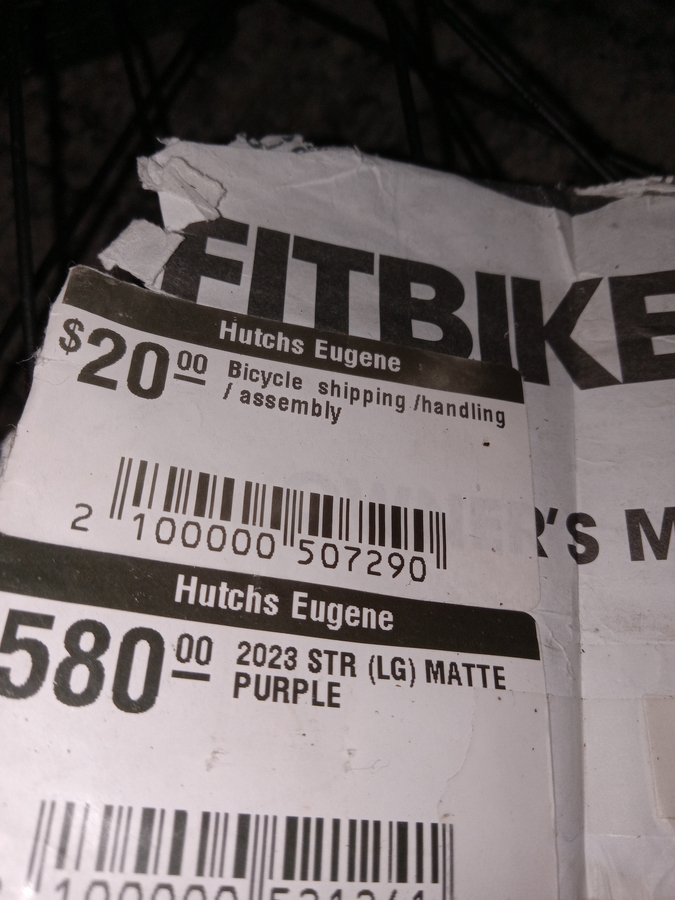 FITBIKE
Hutchs Eugene
$20 00 Bicycle shipping /handling
/ assembly
2 100000 507290
R'S M
Hutchs Eugene
580 00 2023 STR (LG) MATTE
PURPLE